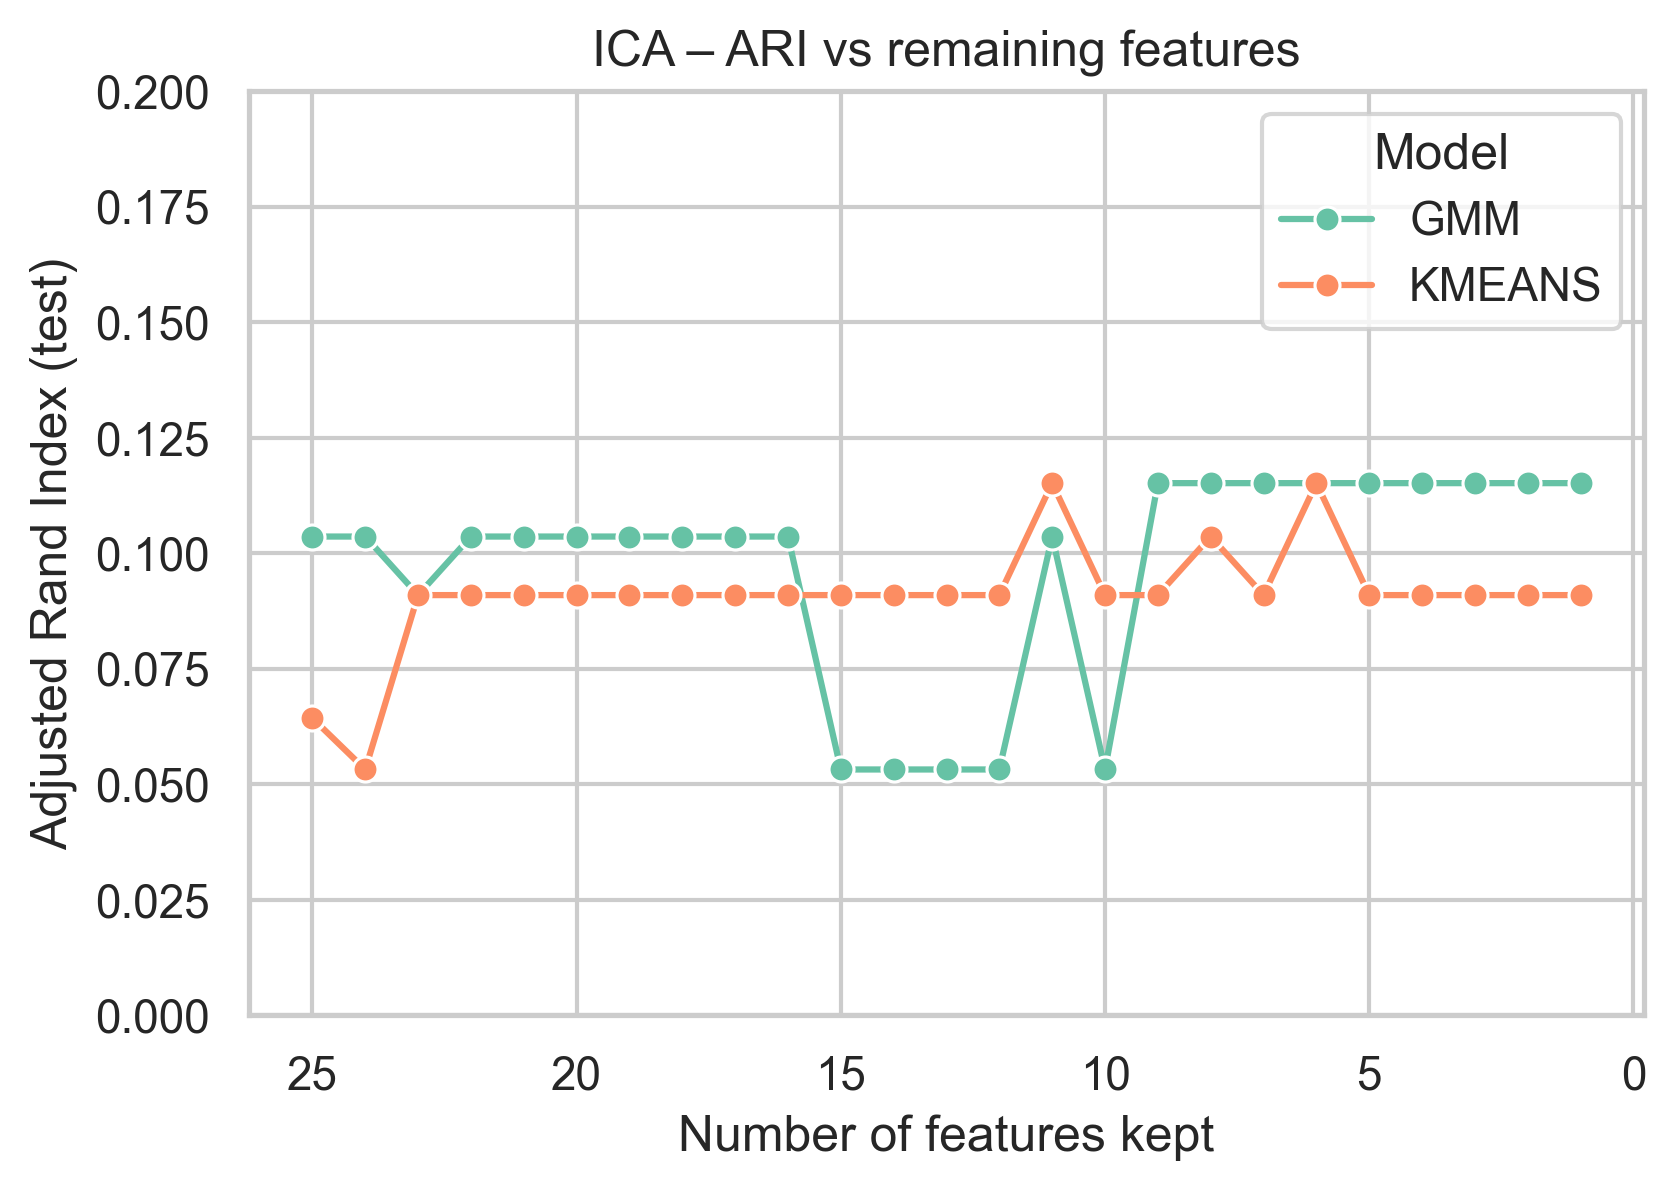 ICA – ARI vs remaining features
0.200
0.175
0.150
0.125
0.100
0.075
0.050
0.025
0.000
Adjusted Rand Index (test)
Model
GMM
KMEANS
25 20 15 10 5 0
Number of features kept